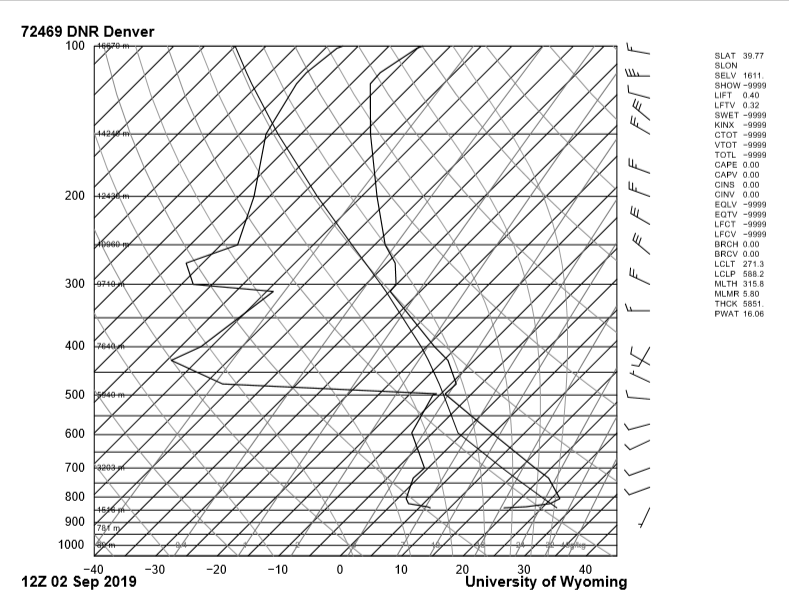 72469 DNR Denver
100
16670 m
14240 m
200
12430 m
10960 m
300
9710 m
400
7640 m
500
5940 m
600
700
3203 m
800
1516 m
900
781 m
1000
−40
−30
−20
−10
0
10
20
30
40
12Z 02 Sep 2019
University of Wyoming
SLAT 39.77
SLON
SELV 1611.
SHOW −9999
LIFT 0.40
LFTV 0.32
SWET −9999
KINX −9999
CTOT −9999
VTOT −9999
TOTL −9999
CAPE 0.00
CAPV 0.00
CINS 0.00
CINV 0.00
EQLV −9999
EQTV −9999
LFCT −9999
LFCV −9999
BRCH 0.00
BRCV 0.00
LCLT 271.3
LCLP 588.2
MLTH 315.8
MLMR 5.80
THCK 5851.
PWAT 16.06